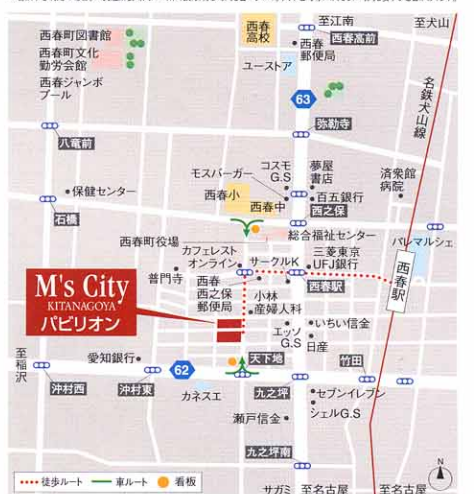 至江南
至犬山
西春町図書館
西春高校
西春郵便局
西春高前
西春町文化勤労会館
ユーストア
西春ジャンボプール
63
名鉄犬山線
弥勒寺
八竜前
コスモG.S
夢屋書店
モスバーガー
済衆館病院
保健センター
西春小
西春中
百五銀行
西之保
石橋
総合福祉センター
西春町役場
パレマルシェ
カフェレストオンライン
サークルK
三菱東京UFJ銀行
普門寺
西春駅
西春駅
M's City
KITANAGOYA
パビリオン
西春西之保郵便局
小林産婦人科
エッソG.S
いちい信金
日産
至稲沢
愛知銀行
天下地
竹田
62
沖村西
沖村東
カネスエ
九之坪
セブンイレブン
シェルG.S
瀬戸信金
九之坪南
N
徒歩ルート
車ルート
看板
サガミ
至名古屋
至名古屋